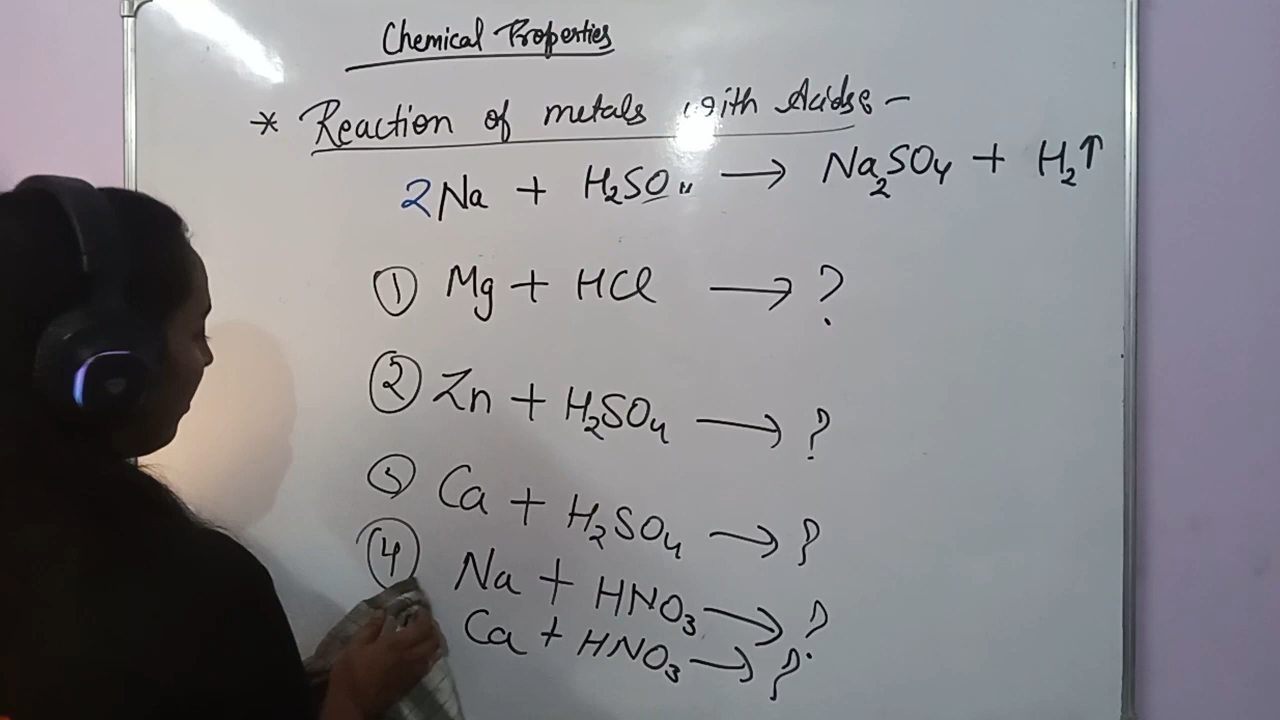 Chemical Properties
* Reaction of metals with Acids :-
2Na + H₂SO₄ → Na₂SO₄ + H₂↑
① Mg + HCl → ?
② Zn + H₂SO₄ → ?
③ Ca + H₂SO₄ → ?
④ Na + HNO₃ → ?
Ca + HNO₃ → ?